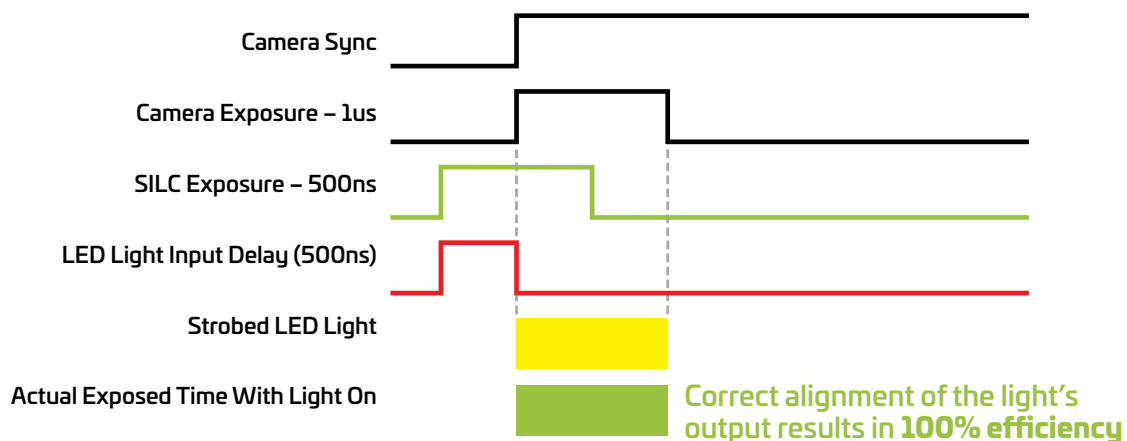 Camera Sync
Camera Exposure – 1us
SILC Exposure – 500ns
LED Light Input Delay (500ns)
Strobed LED Light
Actual Exposed Time With Light On
Correct alignment of the light's
output results in 100% efficiency